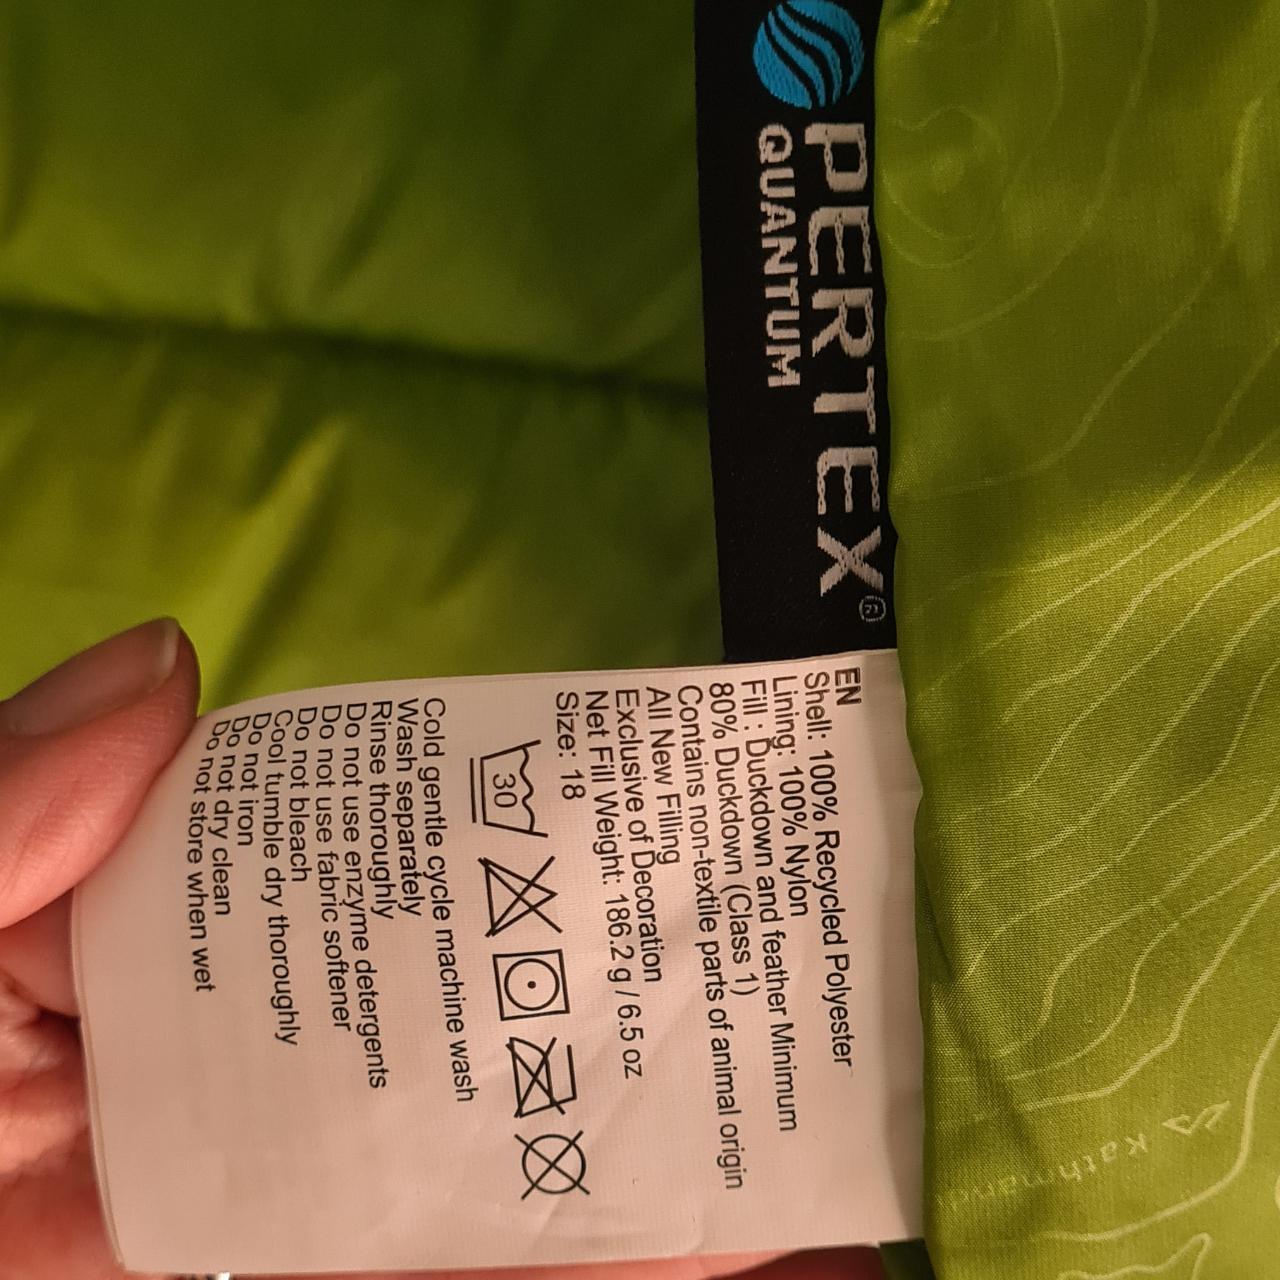 PERTEX®
QUANTUM
EN
Shell: 100% Recycled Polyester
Lining: 100% Nylon
Fill : Duckdown and feather Minimum
80% Duckdown (Class 1)
Contains non-textile parts of animal origin
All New Filling
Exclusive of Decoration
Net Fill Weight: 186.2 g / 6.5 oz
Size: 18
30
Cold gentle cycle machine wash
Wash separately
Rinse thoroughly
Do not use enzyme detergents
Do not use fabric softener
Do not bleach
Cool tumble dry thoroughly
Do not iron
Do not dry clean
Do not store when wet